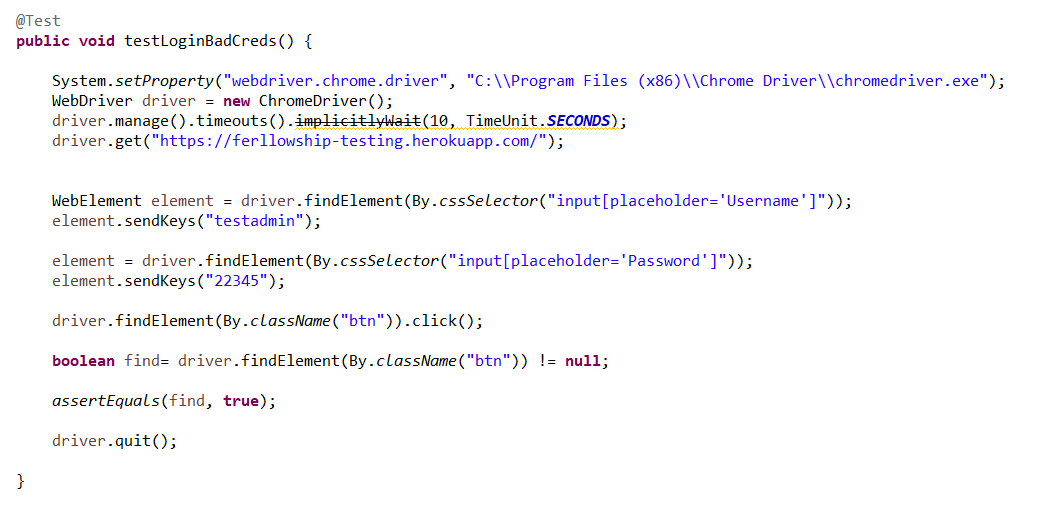 @Test
public void testLoginBadCreds() {
System.setProperty("webdriver.chrome.driver", "C:\\Program Files (x86)\\Chrome Driver\\chromedriver.exe");
WebDriver driver = new ChromeDriver();
driver.manage().timeouts().implicitlyWait(10, TimeUnit.SECONDS);
driver.get("https://ferllowship-testing.herokuapp.com/");
WebElement element = driver.findElement(By.cssSelector("input[placeholder='Username']"));
element.sendKeys("testadmin");
element = driver.findElement(By.cssSelector("input[placeholder='Password']"));
element.sendKeys("22345");
driver.findElement(By.className("btn")).click();
boolean find= driver.findElement(By.className("btn")) != null;
assertEquals(find, true);
driver.quit();
}